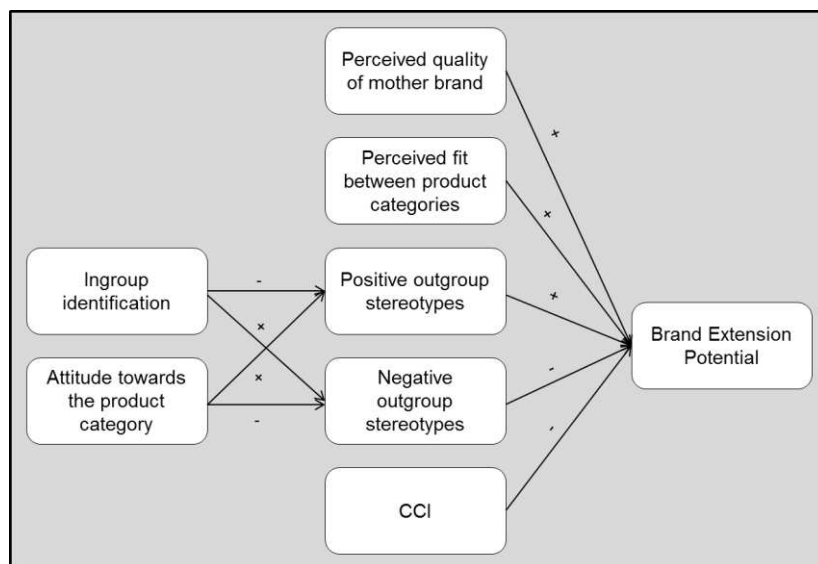 Perceived quality
of mother brand
+
Perceived fit
between product
categories
+
Ingroup
identification
-
Positive outgroup
stereotypes
+
+
Brand Extension
Potential
Attitude towards
the product
category
+
-
Negative
outgroup
stereotypes
-
-
CCI